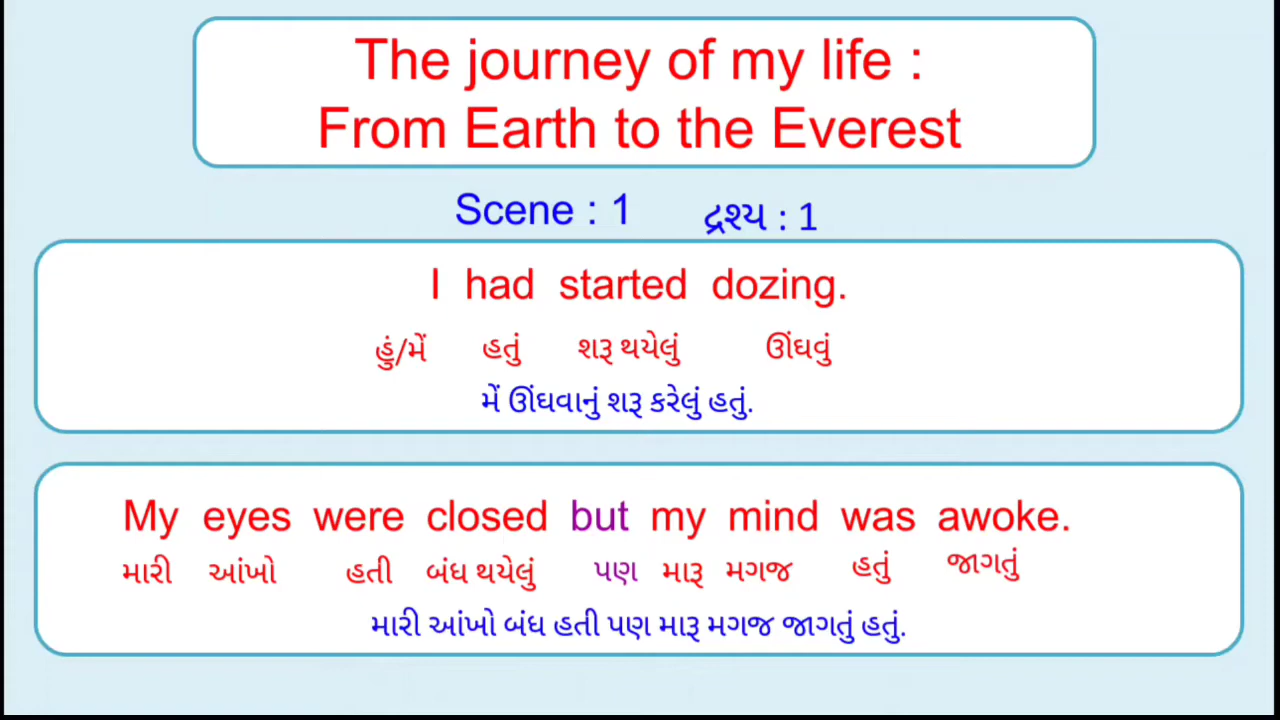 The journey of my life :
From Earth to the Everest
Scene : 1 દ્રશ્ય : 1
I had started dozing.
હું/મેં હતું શરૂ થયેલું ઊંઘવું
મેં ઊંઘવાનું શરૂ કરેલું હતું.
My eyes were closed but my mind was awoke.
મારી આંખો હતી બંધ થયેલું પણ મારૂ મગજ હતું જાગતું
મારી આંખો બંધ હતી પણ મારૂ મગજ જાગતું હતું.